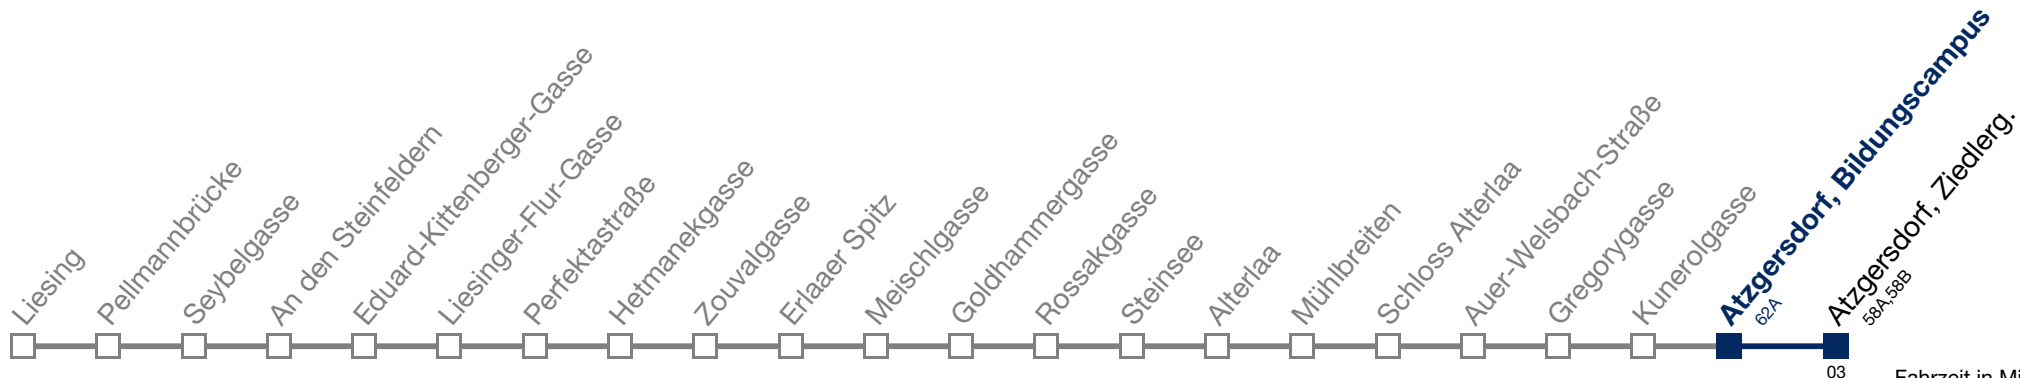 Liesing
Pellmannbrücke
Seybelgasse
An den Steinfeldern
Eduard-Kittenberger-Gasse
Liesinger-Flur-Gasse
Perfektastraße
Hetmanekgasse
Zouvalgasse
Erlaaer Spitz
Meischlgasse
Goldhammergasse
Rossakgasse
Steinsee
Alterlaa
Mühlbreiten
Schloss Alterlaa
Auer-Welsbach-Straße
Gregorygasse
Kunerolgasse
Atzgersdorf, Bildungscampus
62A
Atzgersdorf, Ziedlerg.
58A,58B
03
Fahrzeit in